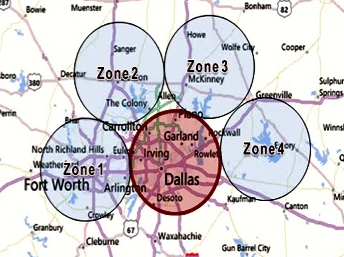 Bowie
Muenster
Bonham
82
Sanger
Howe
Wolfe City
Cooper
Zone 2
Zone 3
Decatur
McKinney
380
Sulphur
Springs
The Colony
Allen
Greenville
Perrin
Carrollton
Plano
Garland
Rockwall
North Richland Hills
Irving
Rowlett
Zone 4
Weatherford
Zone 1
Fort Worth
Arlington
Dallas
Desoto
Kaufman
Canton
Crowley
67
Granbury
Cleburne
Waxahachie
Gun Barrel City